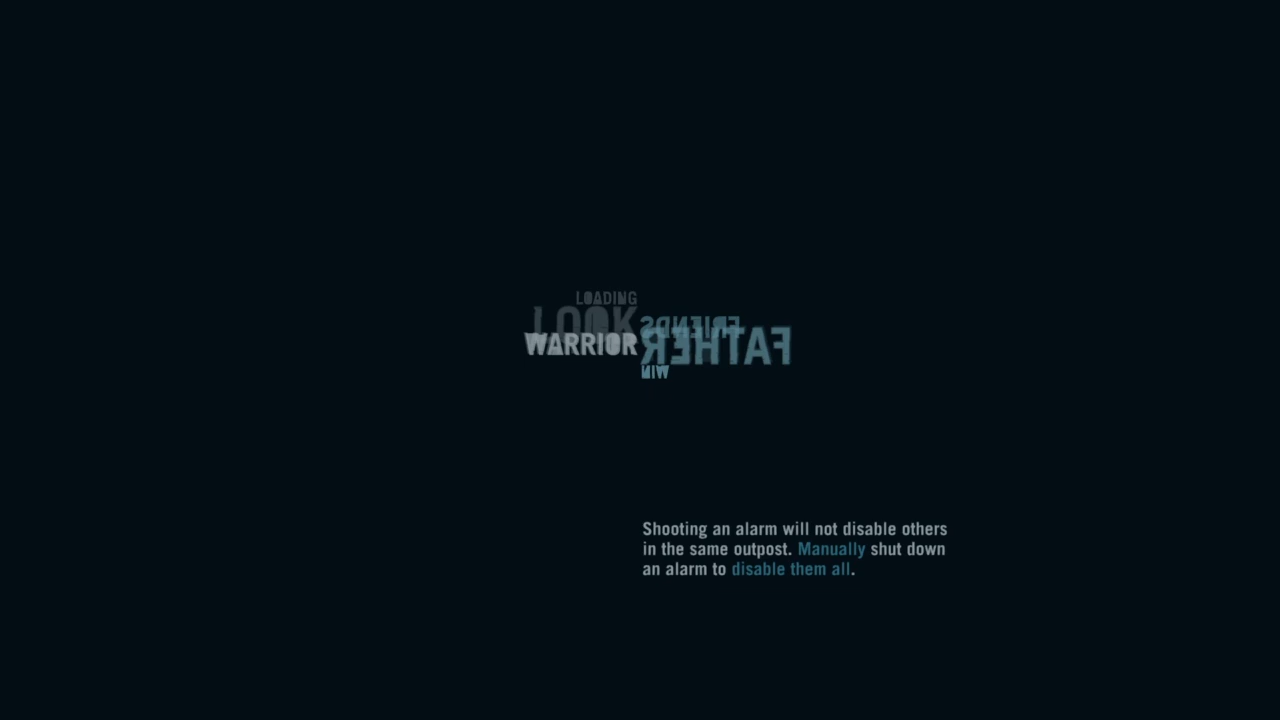 LOADING
LOOK
FRIENDS
WARRIOR
FATHER
WIN
Shooting an alarm will not disable others
in the same outpost. Manually shut down
an alarm to disable them all.